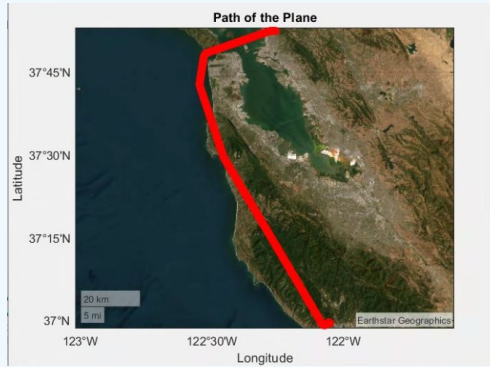 Path of the Plane
37°45'N
37°30'N
37°15'N
37°N
Latitude
20 km
5 mi
Earthstar Geographics
123°W
122°30'W
122°W
Longitude